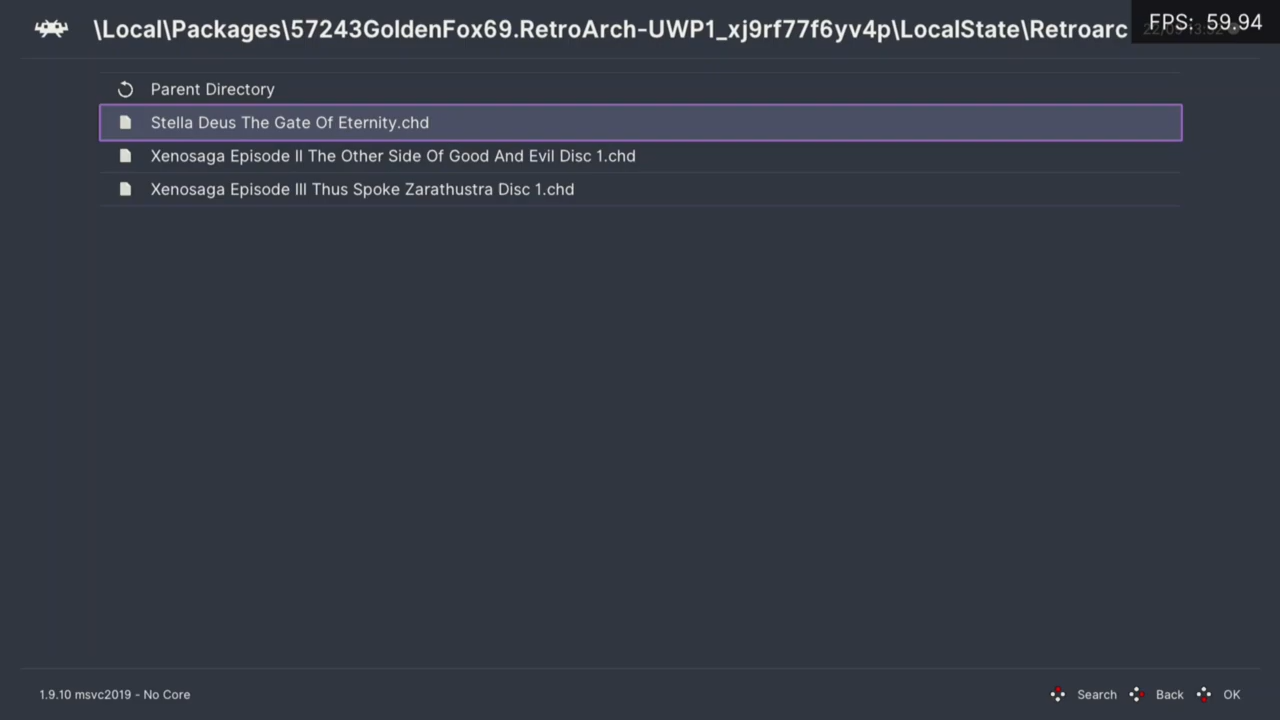 \Local\Packages\57243GoldenFox69.RetroArch-UWP1_xj9rf77f6yv4p\LocalState\Retroarc
FPS: 59.94
Parent Directory
Stella Deus The Gate Of Eternity.chd
Xenosaga Episode II The Other Side Of Good And Evil Disc 1.chd
Xenosaga Episode III Thus Spoke Zarathustra Disc 1.chd
1.9.10 msvc2019 - No Core
Search Back OK